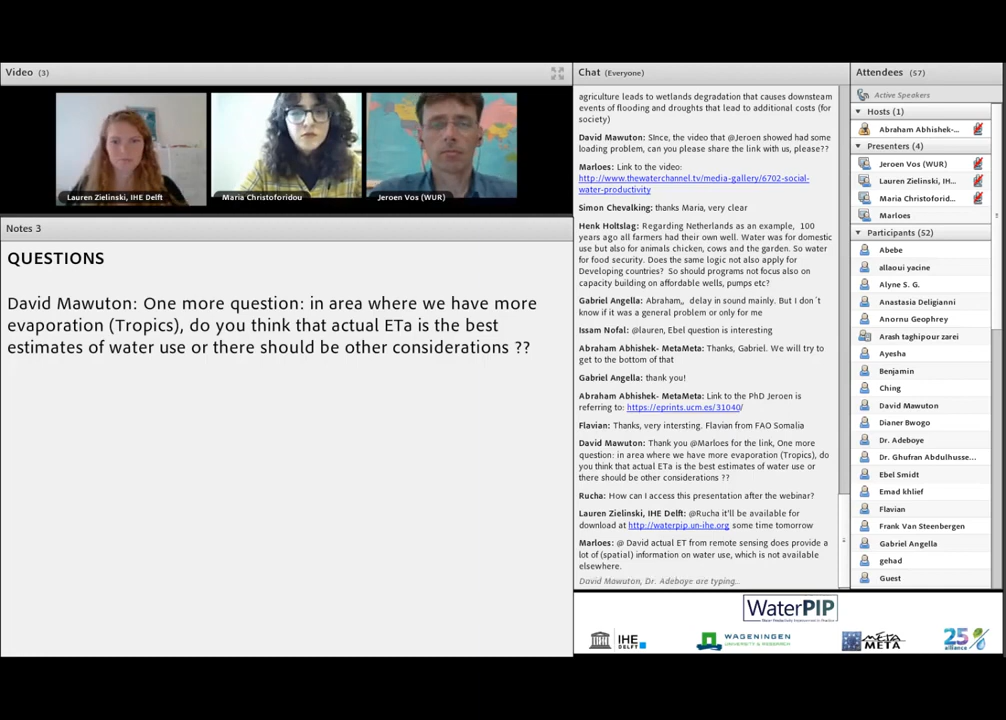 Video (3)
Lauren Zielinski, IHE Delft
Maria Christoforidou
Jeroen Vos (WUR)
Notes 3
QUESTIONS
David Mawuton: One more question: in area where we have more
evaporation (Tropics), do you think that actual ETa is the best
estimates of water use or there should be other considerations ??
Chat (Everyone)
agriculture leads to wetlands degradation that causes downsteam
events of flooding and droughts that lead to additional costs (for
society)
David Mawuton: SInce, the video that @Jeroen showed had some
loading problem, can you please share the link with us, please??
Marloes: Link to the video:
http://www.thewaterchannel.tv/media-gallery/6702-social-
water-productivity
Simon Chevalking: thanks Maria, very clear
Henk Holtslag: Regarding Netherlands as an example, 100
years ago all farmers had their own well. Water was for domestic
use but also for animals chicken, cows and the garden. So water
for food security. Does the same logic not also apply for
Developing countries? So should programs not focus also on
capacity building on affordable wells, pumps etc?
Gabriel Angella: Abraham,, delay in sound mainly. But I don´t
know if it was a general problem or only for me
Issam Nofal: @lauren, Ebel question is interesting
Abraham Abhishek- MetaMeta: Thanks, Gabriel. We will try to
get to the bottom of that
Gabriel Angella: thank you!
Abraham Abhishek- MetaMeta: Link to the PhD Jeroen is
referring to: https://eprints.ucm.es/31040/
Flavian: Thanks, very intersting. Flavian from FAO Somalia
David Mawuton: Thank you @Marloes for the link, One more
question: in area where we have more evaporation (Tropics), do
you think that actual ETa is the best estimates of water use or
there should be other considerations ??
Rucha: How can I access this presentation after the webinar?
Lauren Zielinski, IHE Delft: @Rucha it'll be available for
download at http://waterpip.un-ihe.org some time tomorrow
Marloes: @ David actual ET from remote sensing does provide a
lot of (spatial) information on water use, which is not available
elsewere.
David Mawuton, Dr. Adeboye are typing...
Attendees (57)
Active Speakers
Hosts (1)
Abraham Abhishek-...
Presenters (4)
Jeroen Vos (WUR)
Lauren Zielinski, IH...
Maria Christoforid...
Marloes
Participants (52)
Abebe
allaoui yacine
Alyne S. G.
Anastasia Deligianni
Anornu Geophrey
Arash taghipour zarei
Ayesha
Benjamin
Ching
David Mawuton
Dianer Bwogo
Dr. Adeboye
Dr. Ghufran Abdulhusse...
Ebel Smidt
Emad khlief
Flavian
Frank Van Steenbergen
Gabriel Angella
gehad
Guest
WaterPIP
Water Productivity Improvement in Practice
IHE
DELFT
WAGENINGEN
UNIVERSITY & RESEARCH
META
META
25
alliance